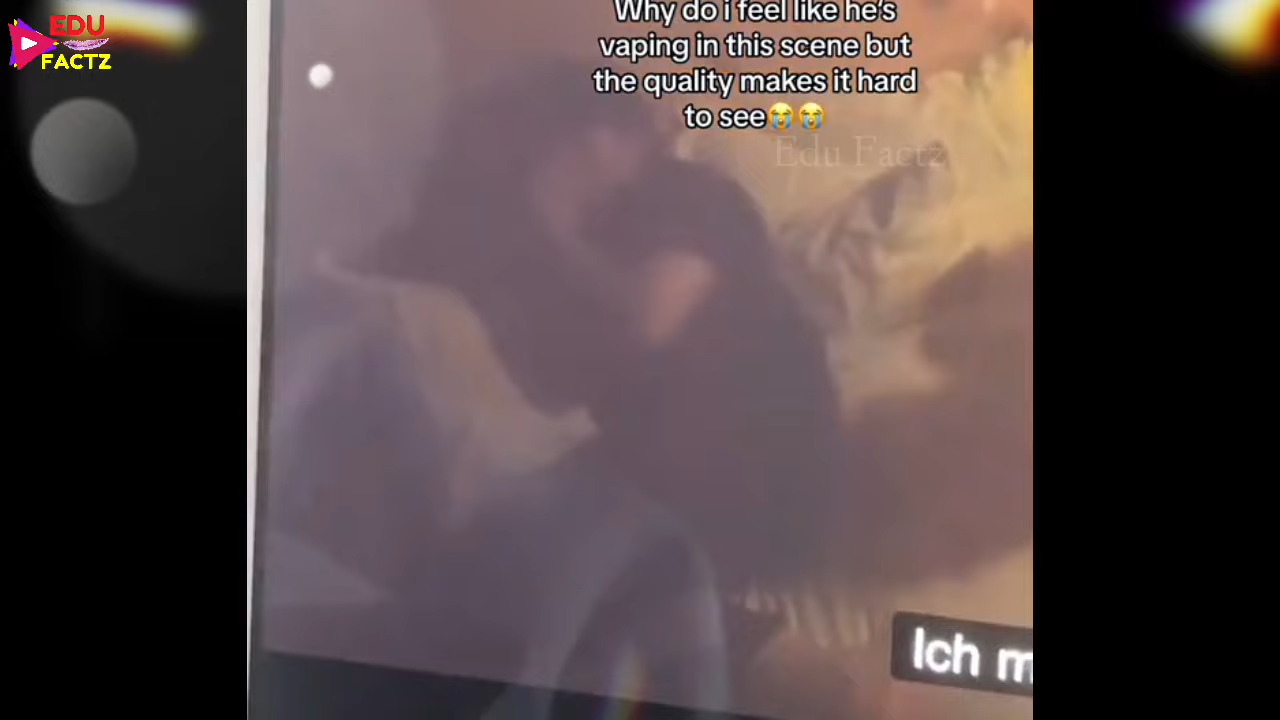 EDU
FACTZ
Why do i feel like he's
vaping in this scene but
the quality makes it hard
to see😭😭
Edu Factz
Ich m